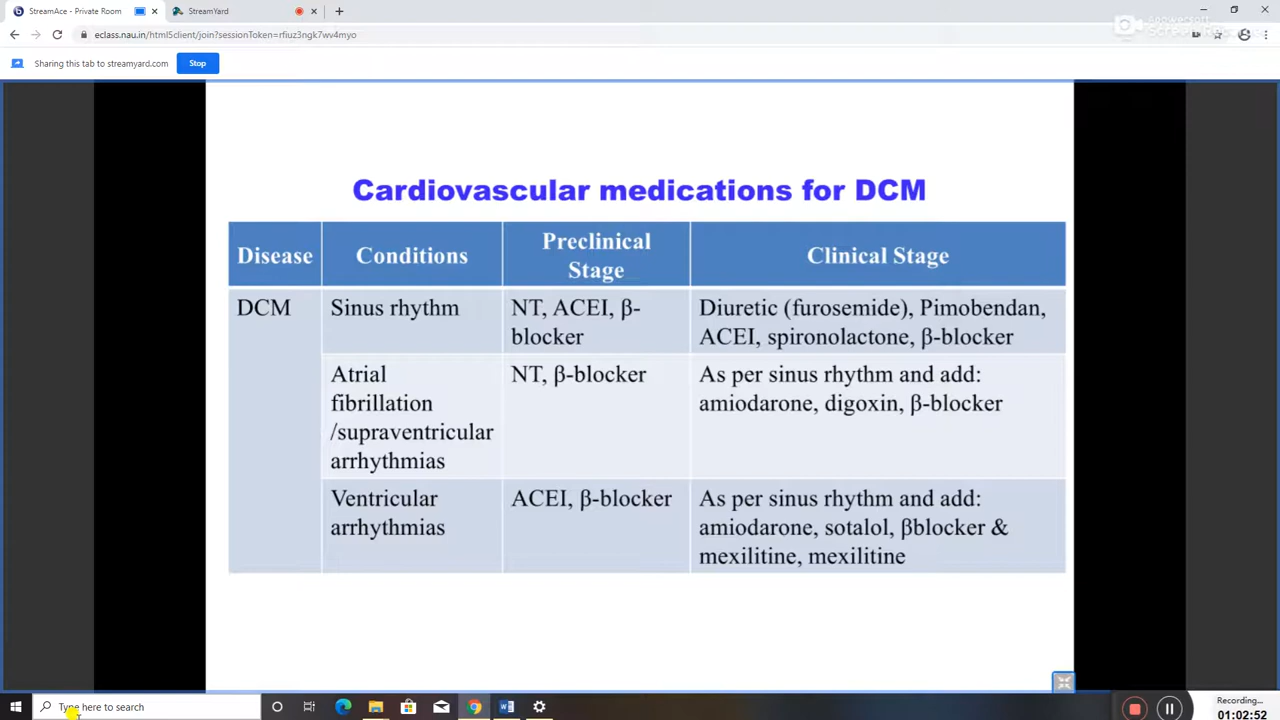 StreamAce - Private Room
StreamYard
eclass.nau.in/html5client/join?sessionToken=rfiuz3ngk7wv4myo
Sharing this tab to streamyard.com
Stop
Cardiovascular medications for DCM
Disease
Conditions
Preclinical
Stage
Clinical Stage
DCM
Sinus rhythm
NT, ACEI, β-
blocker
Diuretic (furosemide), Pimobendan,
ACEI, spironolactone, β-blocker
Atrial
fibrillation
/supraventricular
arrhythmias
NT, β-blocker
As per sinus rhythm and add:
amiodarone, digoxin, β-blocker
Ventricular
arrhythmias
ACEI, β-blocker
As per sinus rhythm and add:
amiodarone, sotalol, βblocker &
mexilitine, mexilitine
Type here to search
Recording...
01:02:52